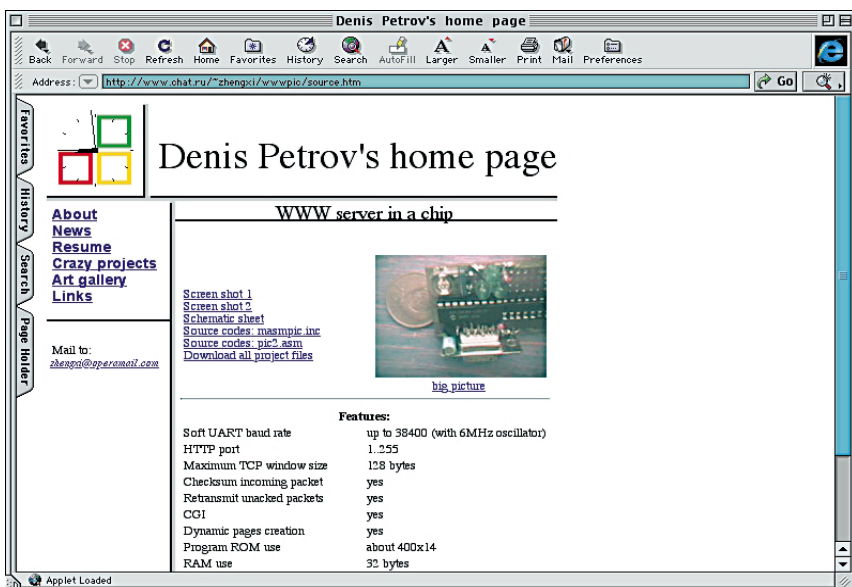 Denis Petrov's home page
Back Forward Stop Refresh Home Favorites History Search AutoFill Larger Smaller Print Mail Preferences
Address: http://www.chat.ru/~zhengxi/wwwpic/source.htm Go
Favorites
History
Search
Page Holder
Denis Petrov's home page
About
News
Resume
Crazy projects
Art gallery
Links
Mail to:
zhengxi@operamail.com
WWW server in a chip
Screen shot 1
Screen shot 2
Schematic sheet
Source codes: masmpic.inc
Source codes: pic2.asm
Download all project files
big picture
Features:
Soft UART baud rate up to 38400 (with 6MHz oscillator)
HTTP port 1..255
Maximum TCP window size 128 bytes
Checksum incoming packet yes
Retransmit unacked packets yes
CGI yes
Dynamic pages creation yes
Program ROM use about 400x14
RAM use 32 bytes
Applet Loaded